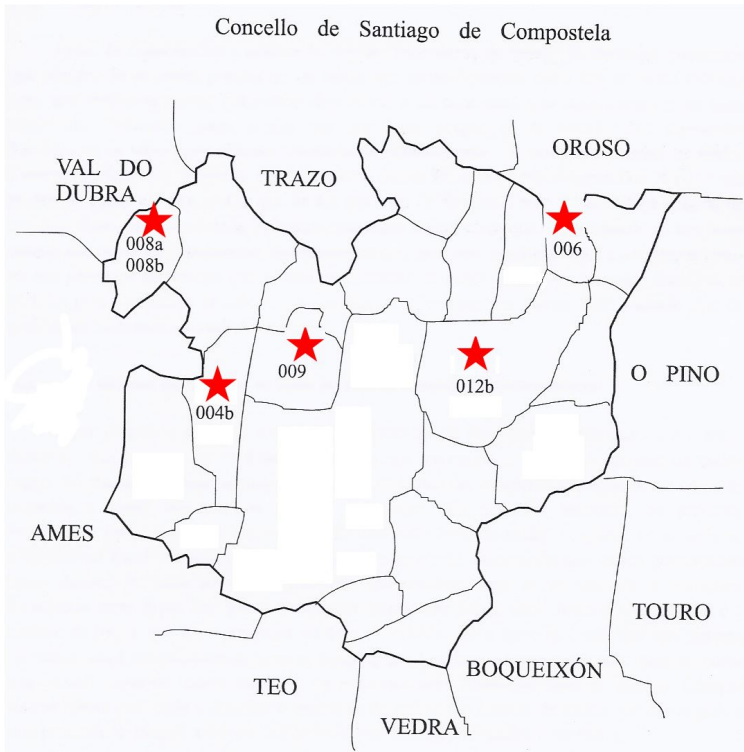 Concello de Santiago de Compostela
OROSO
VAL DO
DUBRA
TRAZO
008a
008b
006
009
012b
O PINO
004b
AMES
TOURO
BOQUEIXÓN
TEO
VEDRA